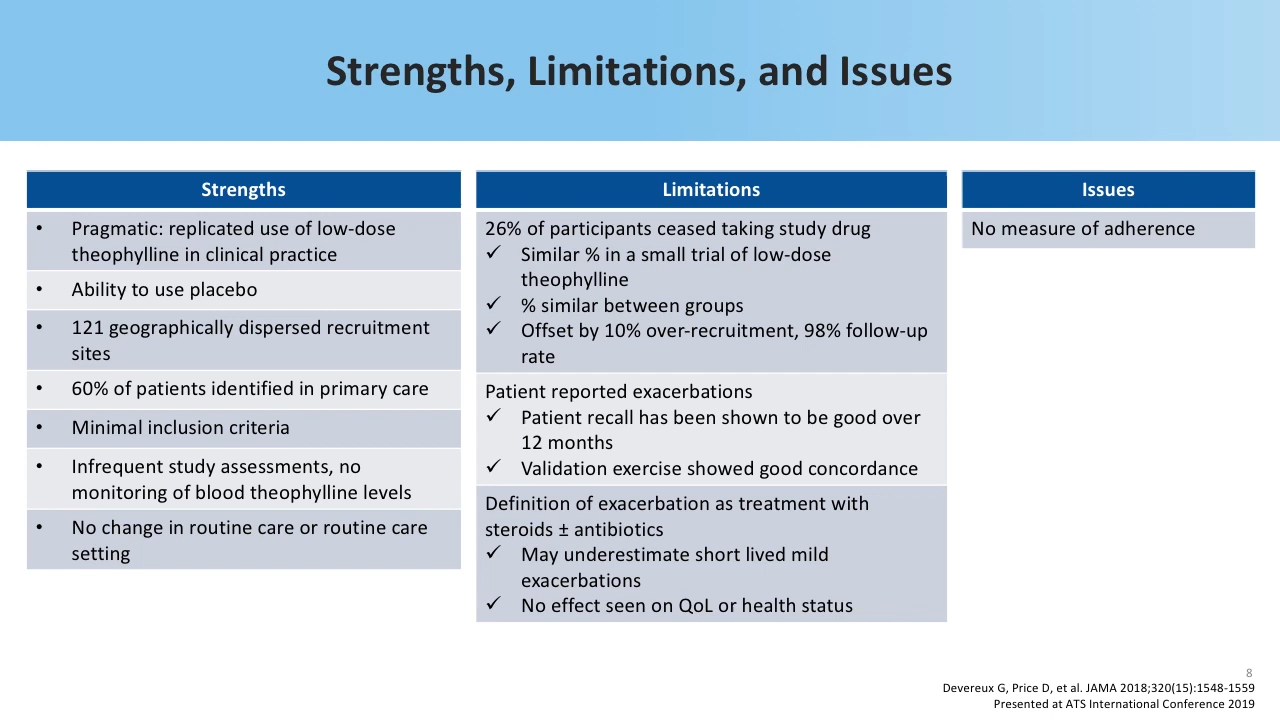 Strengths, Limitations, and Issues
Strengths
• Pragmatic: replicated use of low-dose
theophylline in clinical practice
• Ability to use placebo
• 121 geographically dispersed recruitment
sites
• 60% of patients identified in primary care
• Minimal inclusion criteria
• Infrequent study assessments, no
monitoring of blood theophylline levels
• No change in routine care or routine care
setting
Limitations
26% of participants ceased taking study drug
✓ Similar % in a small trial of low-dose
theophylline
✓ % similar between groups
✓ Offset by 10% over-recruitment, 98% follow-up
rate
Patient reported exacerbations
✓ Patient recall has been shown to be good over
12 months
✓ Validation exercise showed good concordance
Definition of exacerbation as treatment with
steroids ± antibiotics
✓ May underestimate short lived mild
exacerbations
✓ No effect seen on QoL or health status
Issues
No measure of adherence
8
Devereux G, Price D, et al. JAMA 2018;320(15):1548-1559
Presented at ATS International Conference 2019